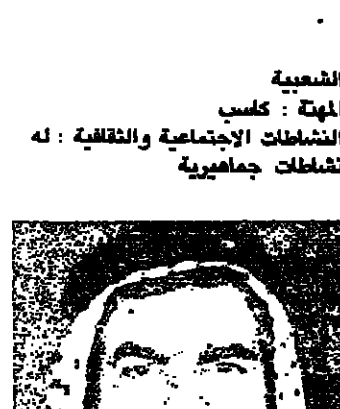 الشعبية
المهنة : كاسب
النشاطات الاجتماعية والثقافية : له
نشاطات جماهيرية